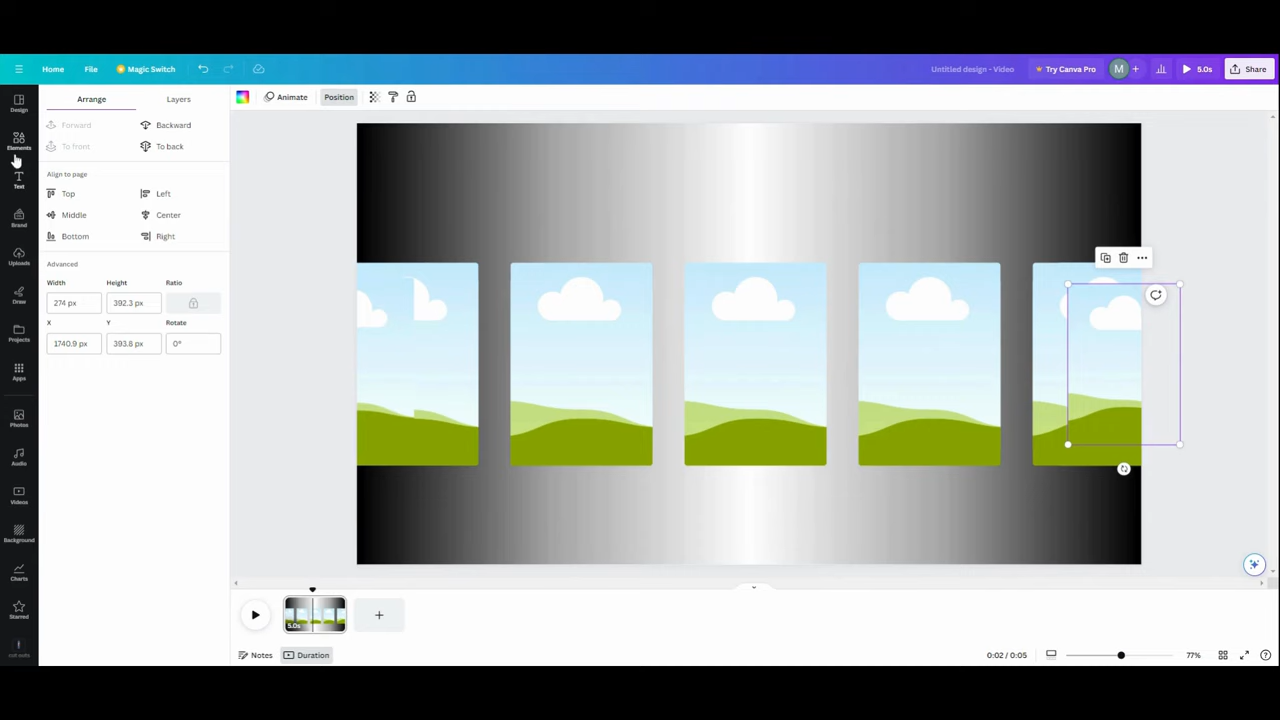 Home File Magic Switch Untitled design - Video Try Canva Pro M 5.0s Share
Design
Elements
Text
Brand
Uploads
Draw
Projects
Apps
Photos
Audio
Videos
Background
Charts
Starred
Arrange Layers
Forward Backward
To front To back
Align to page
Top Left
Middle Center
Bottom Right
Advanced
Width Height Ratio
274 px 392.3 px
X Y Rotate
1740.9 px 393.8 px 0°
Animate Position
5.0s
Notes Duration 0:02 / 0:05 77%